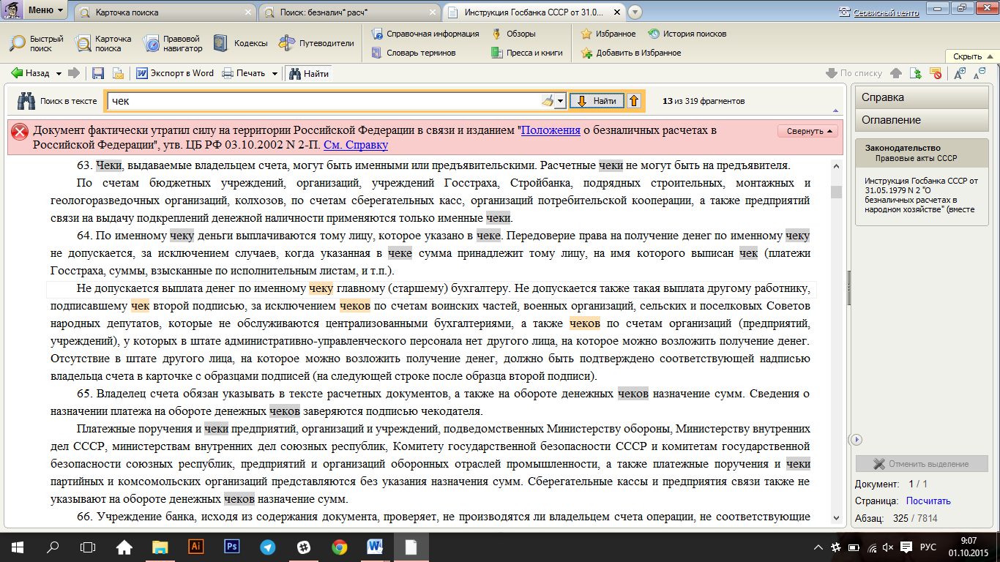 Меню
Карточка поиска
Поиск: безналич* расч*
Инструкция Госбанка СССР от 31.0...
Сервисный центр
Быстрый поиск
Карточка поиска
Правовой навигатор
Кодексы
Путеводители
Справочная информация
Обзоры
Словарь терминов
Пресса и книги
Избранное
История поисков
Добавить в Избранное
Скрыть
Назад
Экспорт в Word
Печать
Найти
По списку
Поиск в тексте
чек
Найти
13 из 319 фрагментов
Документ фактически утратил силу на территории Российской Федерации в связи и изданием "Положения о безналичных расчетах в
Российской Федерации", утв. ЦБ РФ 03.10.2002 N 2-П. См. Справку
Свернуть
63. Чеки, выдаваемые владельцем счета, могут быть именными или предъявительскими. Расчетные чеки не могут быть на предъявителя.
По счетам бюджетных учреждений, организаций, учреждений Госстраха, Стройбанка, подрядных строительных, монтажных и
геологоразведочных организаций, колхозов, по счетам сберегательных касс, организаций потребительской кооперации, а также предприятий
связи на выдачу подкреплений денежной наличности применяются только именные чеки.
64. По именному чеку деньги выплачиваются тому лицу, которое указано в чеке. Передоверие права на получение денег по именному чеку
не допускается, за исключением случаев, когда указанная в чеке сумма принадлежит тому лицу, на имя которого выписан чек (платежи
Госстраха, суммы, взысканные по исполнительным листам, и т.п.).
Не допускается выплата денег по именному чеку главному (старшему) бухгалтеру. Не допускается также такая выплата другому работнику,
подписавшему чек второй подписью, за исключением чеков по счетам воинских частей, военных организаций, сельских и поселковых Советов
народных депутатов, которые не обслуживаются централизованными бухгалтериями, а также чеков по счетам организаций (предприятий,
учреждений), у которых в штате административно-управленческого персонала нет другого лица, на которое можно возложить получение денег.
Отсутствие в штате другого лица, на которое можно возложить получение денег, должно быть подтверждено соответствующей надписью
владельца счета в карточке с образцами подписей (на следующей строке после образца второй подписи).
65. Владелец счета обязан указывать в тексте расчетных документов, а также на обороте денежных чеков назначение сумм. Сведения о
назначении платежа на обороте денежных чеков заверяются подписью чекодателя.
Платежные поручения и чеки предприятий, организаций и учреждений, подведомственных Министерству обороны, Министерству внутренних
дел СССР, министерствам внутренних дел союзных республик, Комитету государственной безопасности СССР и комитетам государственной
безопасности союзных республик, предприятий и организаций оборонных отраслей промышленности, а также платежные поручения и чеки
партийных и комсомольских организаций представляются без указания назначения сумм. Сберегательные кассы и предприятия связи также не
указывают на обороте денежных чеков назначение сумм.
66. Учреждение банка, исходя из содержания документа, проверяет, не производятся ли владельцем счета операции, не соответствующие
Справка
Оглавление
Законодательство
Правовые акты СССР
Инструкция Госбанка СССР от
31.05.1979 N 2 "О
безналичных расчетах в
народном хозяйстве" (вместе
Отменить выделение
Документ: 1 / 1
Страница: Посчитать
Абзац: 325 / 7814
Ai
Ps
РУС
9:07
01.10.2015